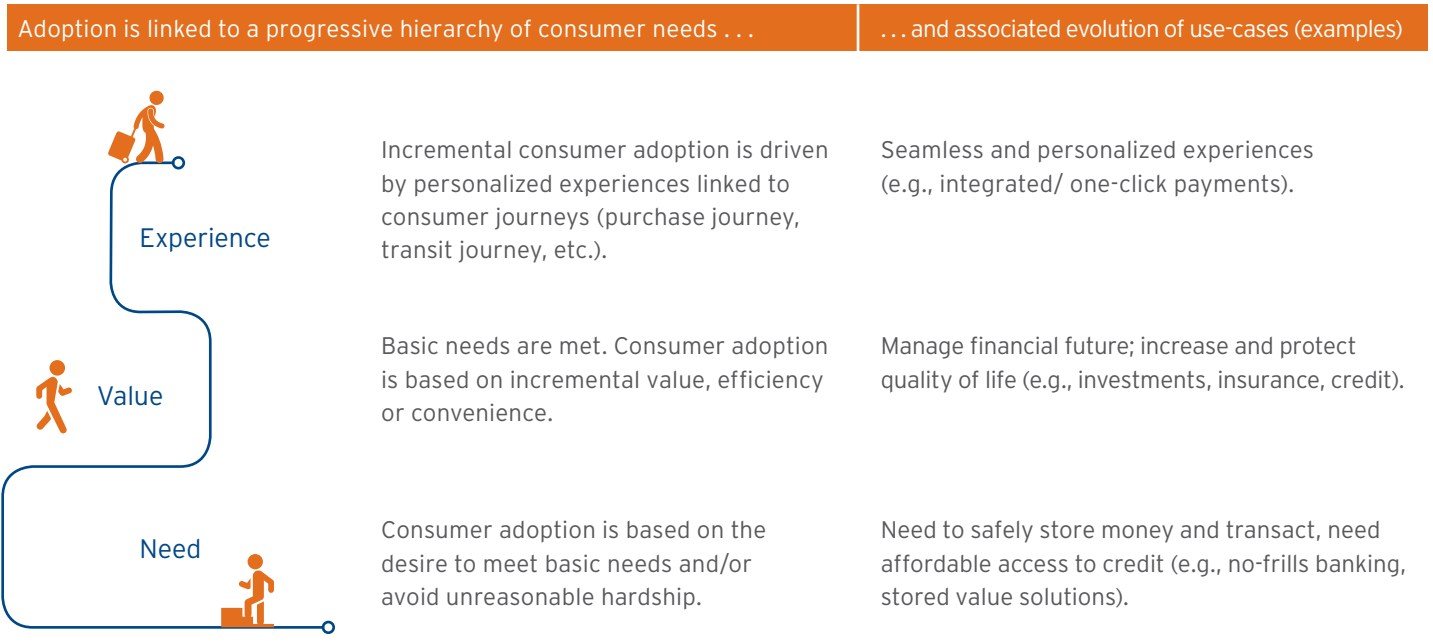 Adoption is linked to a progressive hierarchy of consumer needs . . .
. . . and associated evolution of use-cases (examples)
Experience
Incremental consumer adoption is driven
by personalized experiences linked to
consumer journeys (purchase journey,
transit journey, etc.).
Seamless and personalized experiences
(e.g., integrated/ one-click payments).
Value
Basic needs are met. Consumer adoption
is based on incremental value, efficiency
or convenience.
Manage financial future; increase and protect
quality of life (e.g., investments, insurance, credit).
Need
Consumer adoption is based on the
desire to meet basic needs and/or
avoid unreasonable hardship.
Need to safely store money and transact, need
affordable access to credit (e.g., no-frills banking,
stored value solutions).